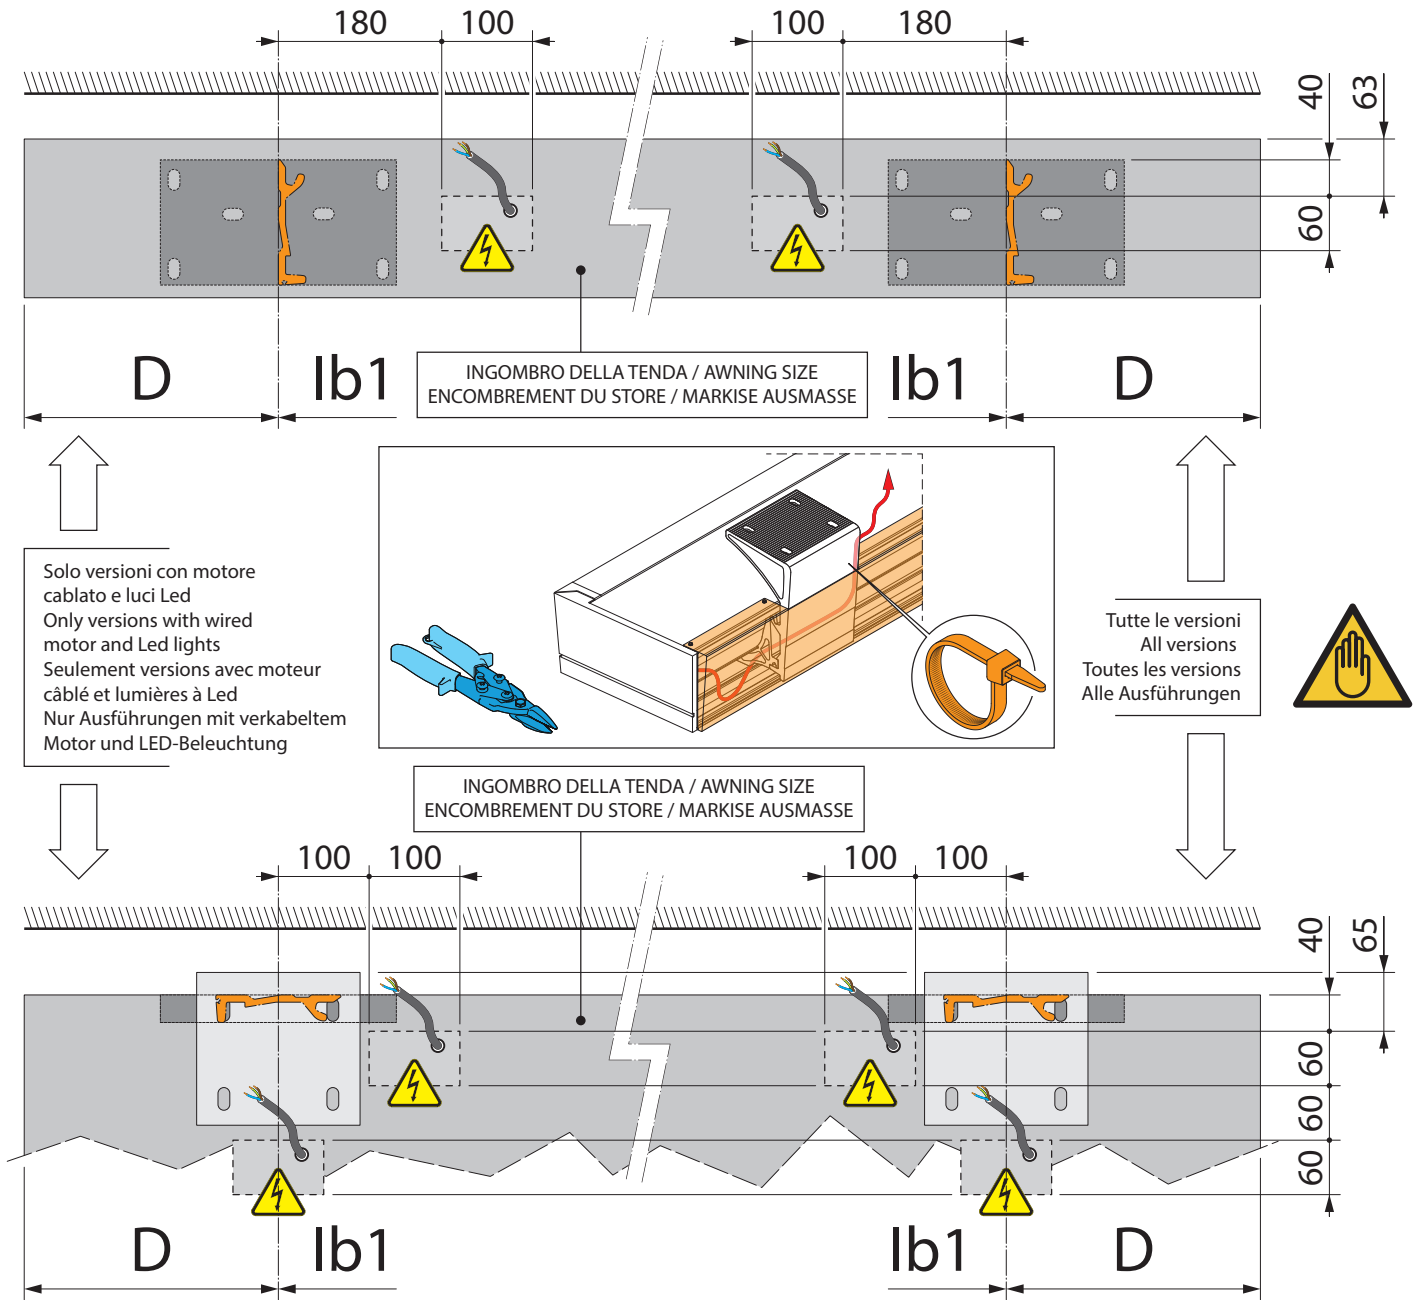 180 100 100 180
40 63
60
D Ib1 Ib1 D
INGOMBRO DELLA TENDA / AWNING SIZE
ENCOMBREMENT DU STORE / MARKISE AUSMASSE
Solo versioni con motore
cablato e luci Led
Only versions with wired
motor and Led lights
Seulement versions avec moteur
câblé et lumières à Led
Nur Ausführungen mit verkabeltem
Motor und LED-Beleuchtung
Tutte le versioni
All versions
Toutes les versions
Alle Ausführungen
INGOMBRO DELLA TENDA / AWNING SIZE
ENCOMBREMENT DU STORE / MARKISE AUSMASSE
100 100 100 100
40 65
60
60
60
D Ib1 Ib1 D